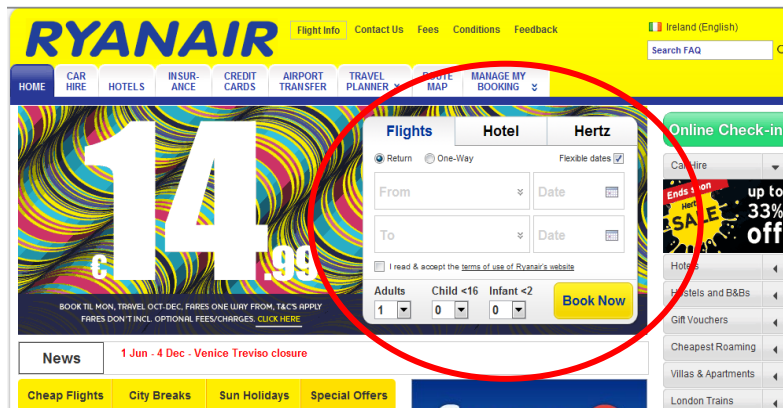 RYANAIR
Flight Info Contact Us Fees Conditions Feedback
Ireland (English)
Search FAQ
HOME
CAR HIRE
HOTELS
INSUR-ANCE
CREDIT CARDS
AIRPORT TRANSFER
TRAVEL PLANNER
ROUTE MAP
MANAGE MY BOOKING
€14.99
BOOK TIL MON, TRAVEL OCT-DEC, FARES ONE WAY FROM, T&C'S APPLY
FARES DON'T INCL. OPTIONAL FEES/CHARGES. CLICK HERE
Flights Hotel Hertz
Return One-Way Flexible dates
From Date
To Date
I read & accept the terms of use of Ryanair's website
Adults Child <16 Infant <2
1 0 0
Book Now
Online Check-in
Car Hire
Ends soon
Hertz
SALE
up to
33%
off
Hotels
Hostels and B&Bs
Gift Vouchers
Cheapest Roaming
Villas & Apartments
London Trains
News 1 Jun - 4 Dec - Venice Treviso closure
Cheap Flights City Breaks Sun Holidays Special Offers